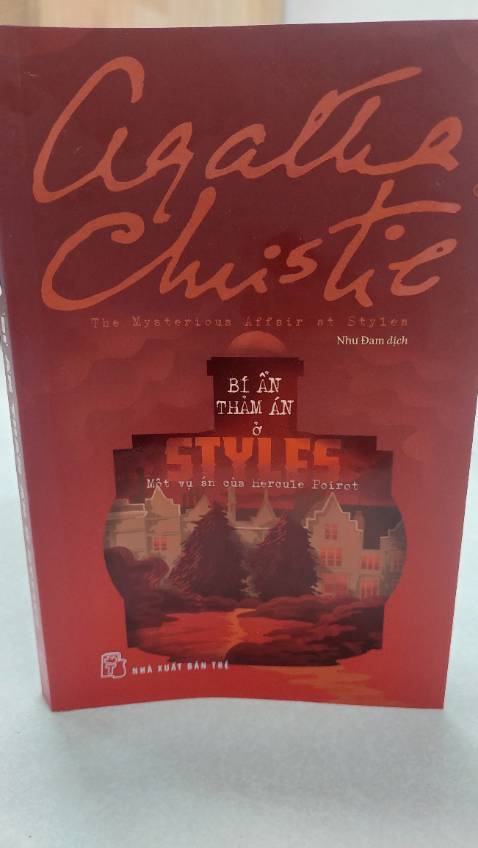 Agatha
Christie
The Mysterious Affair at Styles
Như Đam dịch
BÍ ẨN
THẢM ÁN
Ở
STYLES
Một vụ án của Hercule Poirot
NHÀ XUẤT BẢN TRẺ